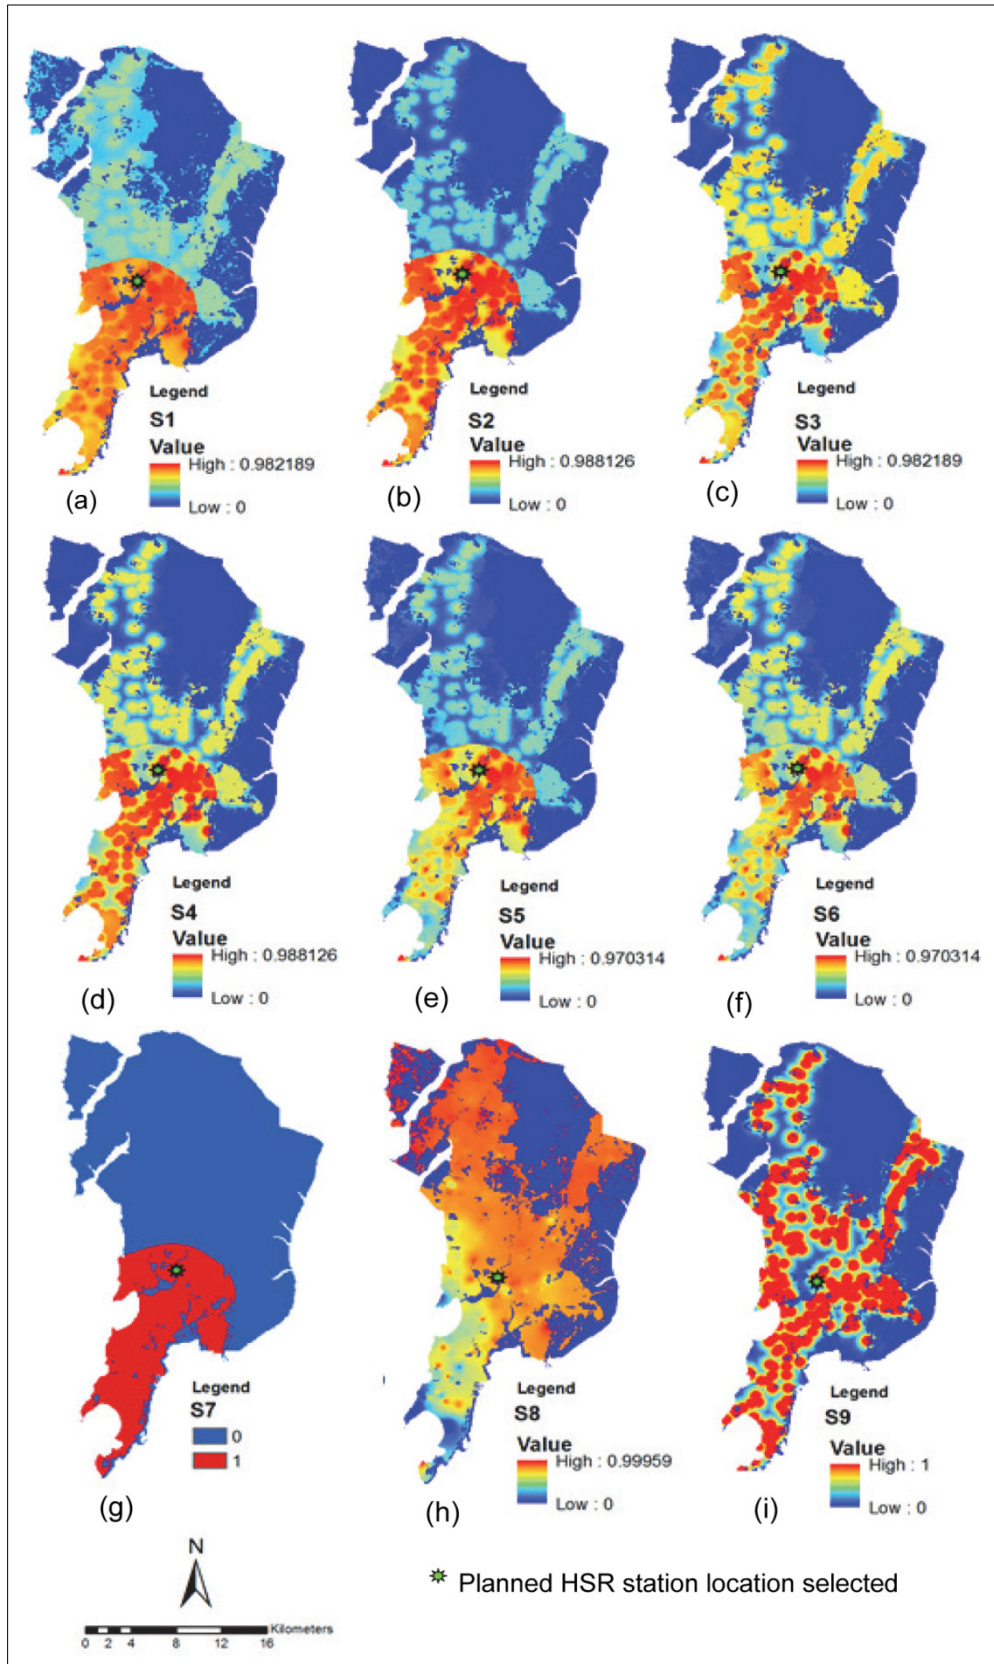 Legend
S1
Value
High : 0.982189
Low : 0
(a)
Legend
S2
Value
High : 0.988126
Low : 0
(b)
Legend
S3
Value
High : 0.982189
Low : 0
(c)
Legend
S4
Value
High : 0.988126
Low : 0
(d)
Legend
S5
Value
High : 0.970314
Low : 0
(e)
Legend
S6
Value
High : 0.970314
Low : 0
(f)
Legend
S7
0
1
(g)
Legend
S8
Value
High : 0.99959
Low : 0
(h)
Legend
S9
Value
High : 1
Low : 0
(i)
N
Kilometers
0 2 4 8 12 16
Planned HSR station location selected